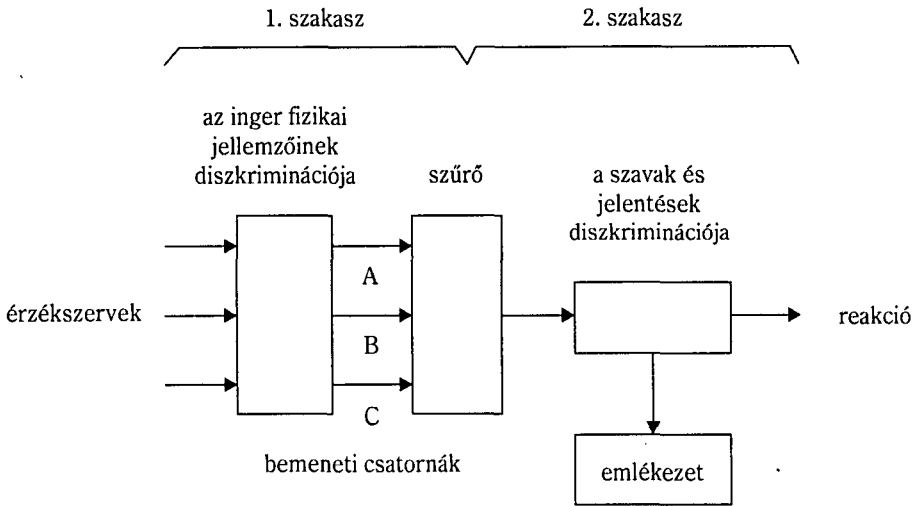 1. szakasz
2. szakasz
az inger fizikai
jellemzőinek
diszkriminációja
szűrő
a szavak és
jelentések
diszkriminációja
A
érzékszervek
B
reakció
C
bemeneti csatornák
emlékezet